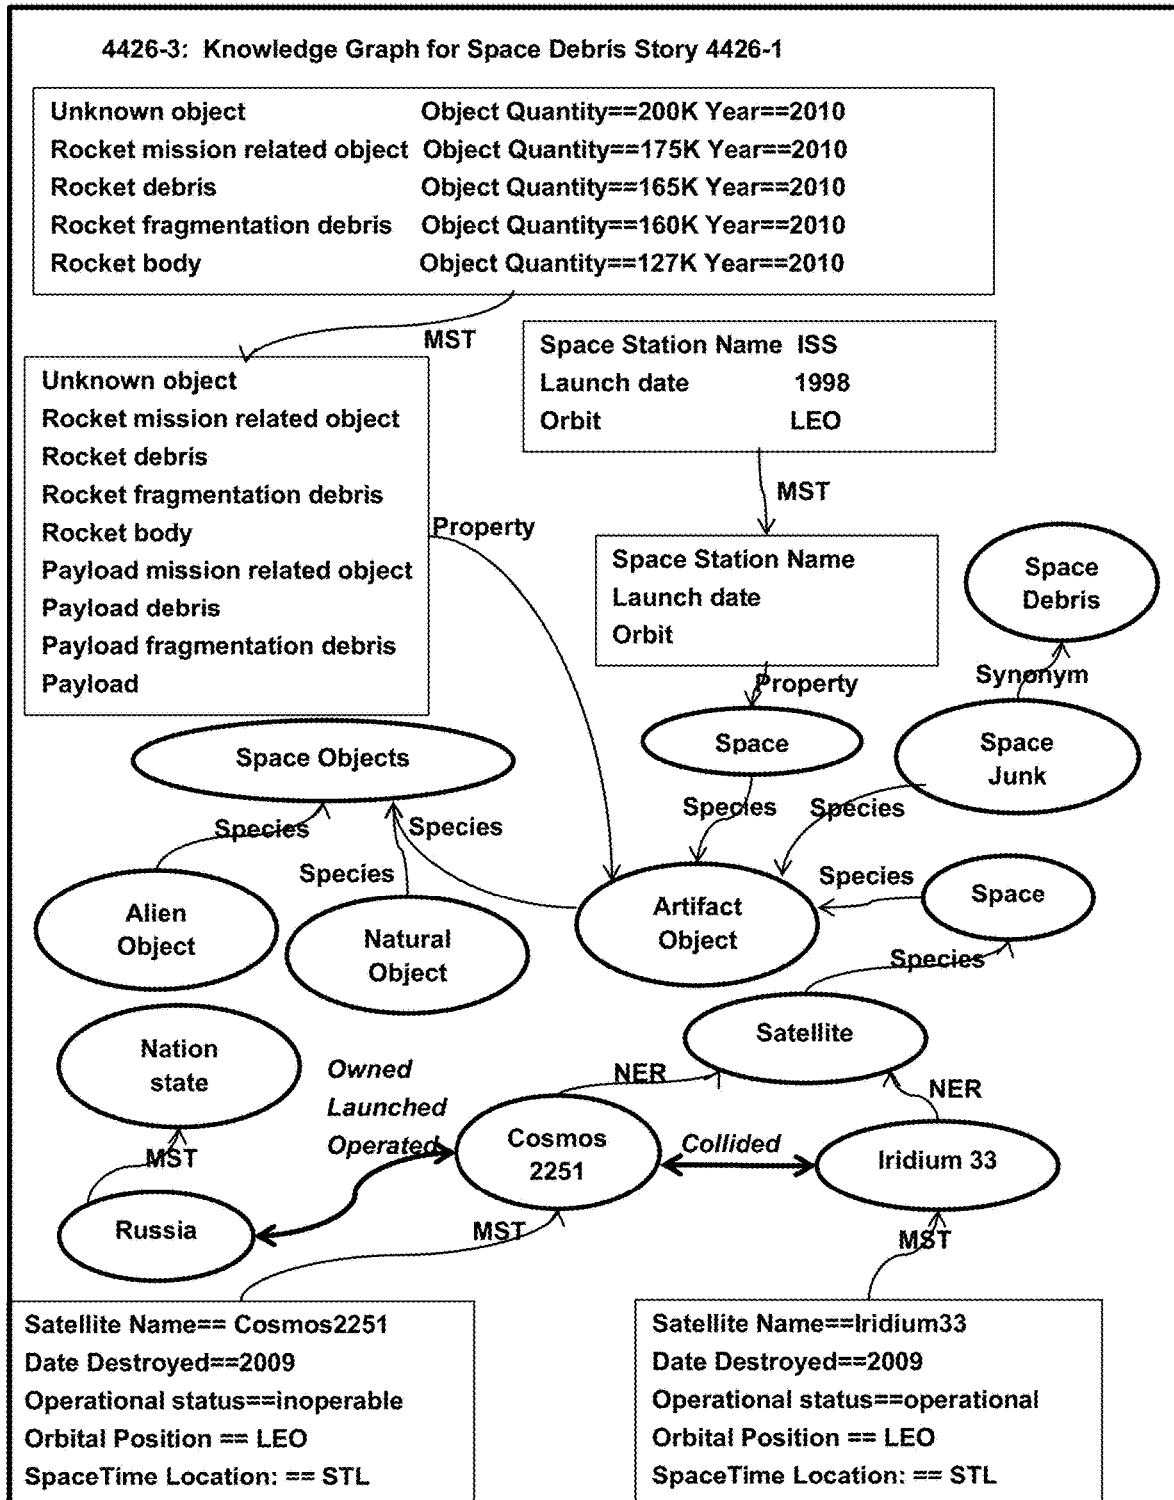 4426-3: Knowledge Graph for Space Debris Story 4426-1
Unknown object Object Quantity==200K Year==2010
Rocket mission related object Object Quantity==175K Year==2010
Rocket debris Object Quantity==165K Year==2010
Rocket fragmentation debris Object Quantity==160K Year==2010
Rocket body Object Quantity==127K Year==2010
MST
Space Station Name ISS
Launch date 1998
Orbit LEO
MST
Unknown object
Rocket mission related object
Rocket debris
Rocket fragmentation debris
Rocket body
Payload mission related object
Payload debris
Payload fragmentation debris
Payload
Property
Space Station Name
Launch date
Orbit
Property
Space
Debris
Synonym
Space
Junk
Space
Space Objects
Species
Species
Species
Species
Species
Species
Alien
Object
Natural
Object
Artifact
Object
Space
Species
Satellite
Nation
state
MST
Russia
Owned
Launched
Operated
NER
NER
Cosmos
2251
Collided
Iridium 33
MST
MST
Satellite Name== Cosmos2251
Date Destroyed==2009
Operational status==inoperable
Orbital Position == LEO
SpaceTime Location: == STL
Satellite Name==Iridium33
Date Destroyed==2009
Operational status==operational
Orbital Position == LEO
SpaceTime Location: == STL